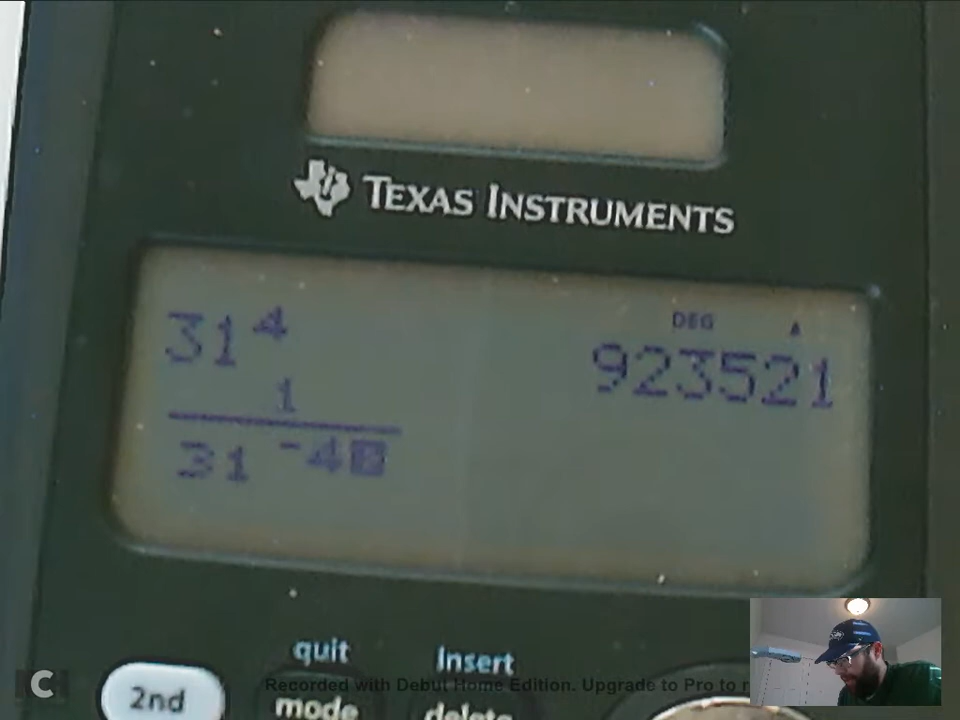 TEXAS INSTRUMENTS
DEG
31⁴
923521
1
31⁻⁴
quit
Insert
2nd
mode
delete
C
Recorded with Debut Home Edition. Upgrade to Pro to r